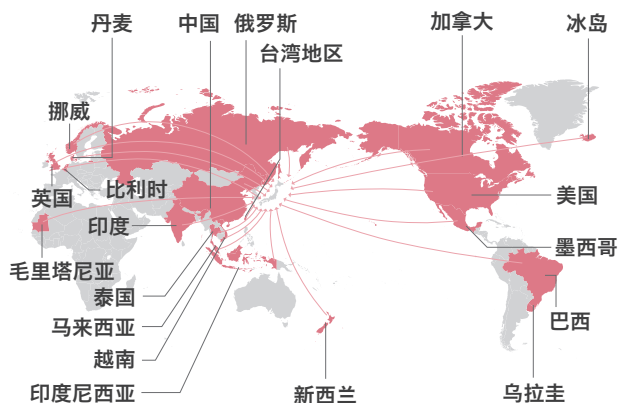 丹麦
中国
俄罗斯
台湾地区
加拿大
冰岛
挪威
英国
比利时
印度
毛里塔尼亚
泰国
马来西亚
越南
印度尼西亚
新西兰
美国
墨西哥
巴西
乌拉圭